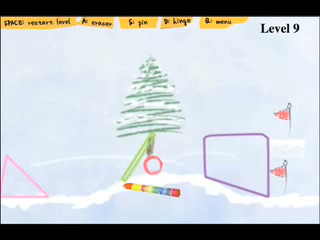 SPACE: restart level
A: eraser
S: pin
D: hinge
Q: menu
Level 9